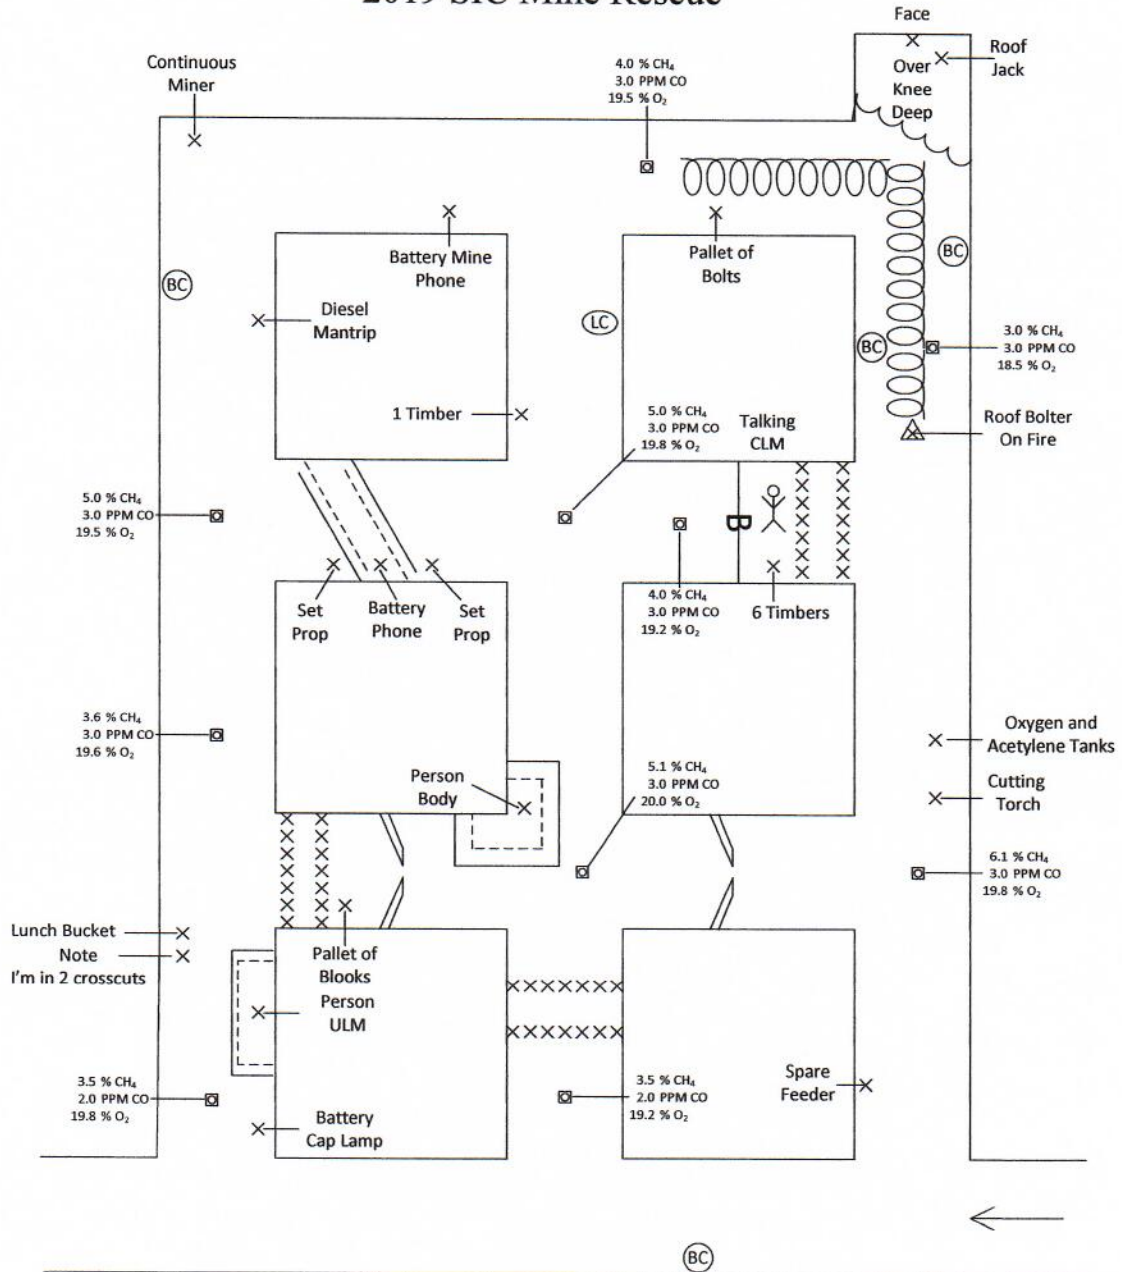 2019 SIC Mine Rescue
Face
Roof
Jack
Over
Knee
Deep
Continuous
Miner
4.0 % CH₄
3.0 PPM CO
19.5 % O₂
Battery Mine
Phone
Pallet of
Bolts
BC
BC
Diesel
Mantrip
LC
BC
3.0 % CH₄
3.0 PPM CO
18.5 % O₂
1 Timber
5.0 % CH₄
3.0 PPM CO
19.8 % O₂
Talking
CLM
Roof Bolter
On Fire
5.0 % CH₄
3.0 PPM CO
19.5 % O₂
B
Set
Prop
Battery
Phone
Set
Prop
4.0 % CH₄
3.0 PPM CO
19.2 % O₂
6 Timbers
3.6 % CH₄
3.0 PPM CO
19.6 % O₂
Oxygen and
Acetylene Tanks
Person
Body
5.1 % CH₄
3.0 PPM CO
20.0 % O₂
Cutting
Torch
6.1 % CH₄
3.0 PPM CO
19.8 % O₂
Lunch Bucket
Note
I'm in 2 crosscuts
Pallet of
Blooks
Person
ULM
3.5 % CH₄
2.0 PPM CO
19.8 % O₂
Battery
Cap Lamp
3.5 % CH₄
2.0 PPM CO
19.2 % O₂
Spare
Feeder
BC